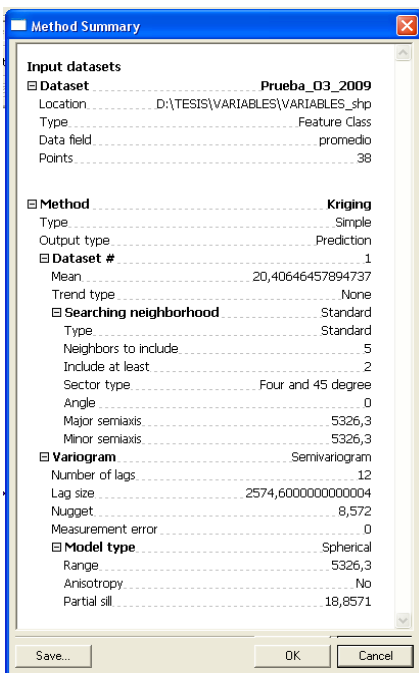 Method Summary
Input datasets
Dataset Prueba_03_2009
Location D:\TESIS\VARIABLES\VARIABLES_shp
Type Feature Class
Data field promedio
Points 38
Method Kriging
Type Simple
Output type Prediction
Dataset # 1
Mean 20,40646457894737
Trend type None
Searching neighborhood Standard
Type Standard
Neighbors to include 5
Include at least 2
Sector type Four and 45 degree
Angle 0
Major semiaxis 5326,3
Minor semiaxis 5326,3
Variogram Semivariogram
Number of lags 12
Lag size 2574,6000000000004
Nugget 8,572
Measurement error 0
Model type Spherical
Range 5326,3
Anisotropy No
Partial sill 18,8571
Save... OK Cancel